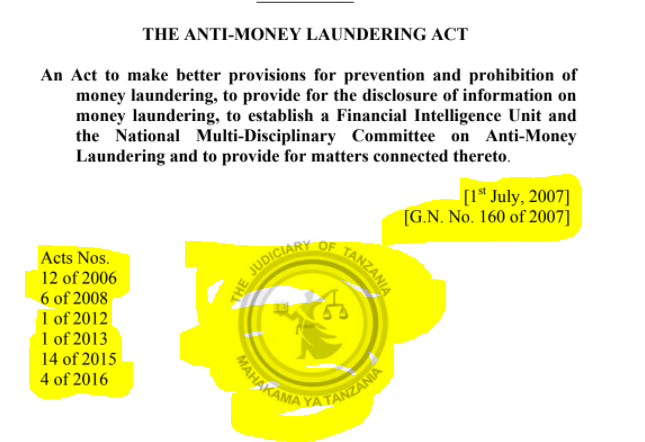 THE ANTI-MONEY LAUNDERING ACT
An Act to make better provisions for prevention and prohibition of
money laundering, to provide for the disclosure of information on
money laundering, to establish a Financial Intelligence Unit and
the National Multi-Disciplinary Committee on Anti-Money
Laundering and to provide for matters connected thereto.
[1st July, 2007]
[G.N. No. 160 of 2007]
Acts Nos.
12 of 2006
6 of 2008
1 of 2012
1 of 2013
14 of 2015
4 of 2016
THE JUDICIARY OF TANZANIA
MAHAKAMA YA TANZANIA